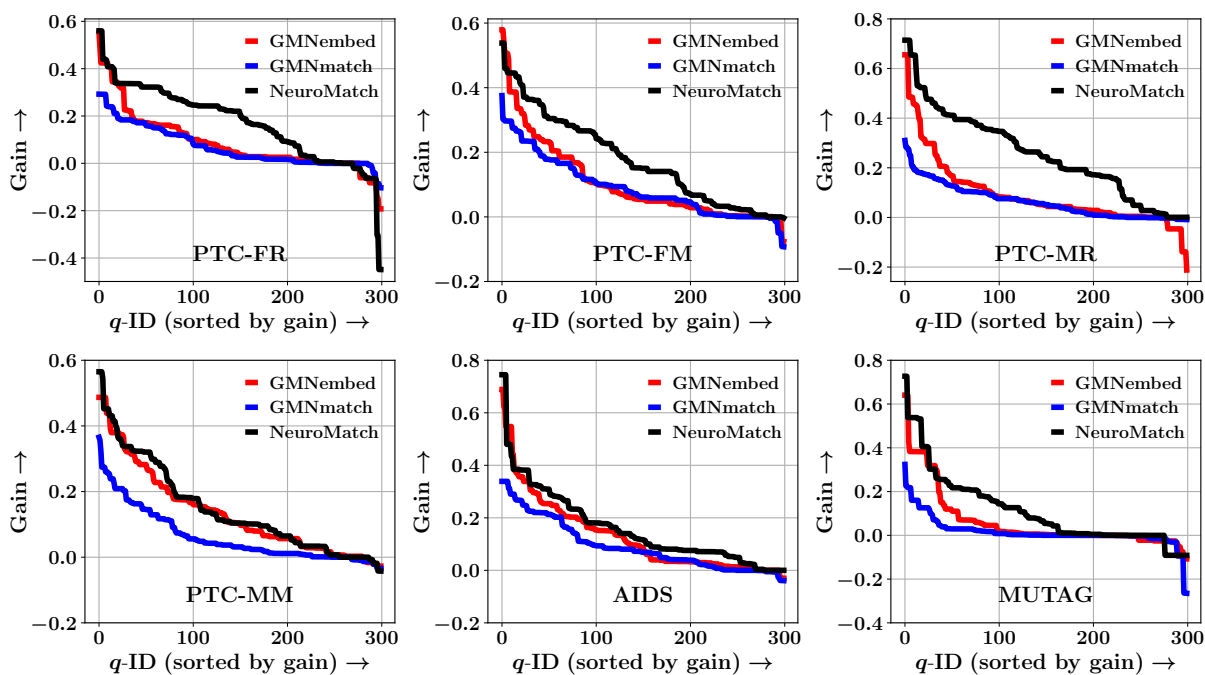 0.6
0.4
0.2
0.0
−0.2
−0.4
Gain →
GMNembed
GMNmatch
NeuroMatch
PTC-FR
0 100 200 300
q-ID (sorted by gain) →
0.4
0.2
0.0
−0.2
Gain →
GMNembed
GMNmatch
NeuroMatch
PTC-FM
0 100 200 300
q-ID (sorted by gain) →
0.8
0.6
0.4
0.2
0.0
−0.2
Gain →
GMNembed
GMNmatch
NeuroMatch
PTC-MR
0 100 200 300
q-ID (sorted by gain) →
0.6
0.4
0.2
0.0
−0.2
Gain →
GMNembed
GMNmatch
NeuroMatch
PTC-MM
0 100 200 300
q-ID (sorted by gain) →
0.8
0.6
0.4
0.2
0.0
−0.2
Gain →
GMNembed
GMNmatch
NeuroMatch
AIDS
0 100 200 300
q-ID (sorted by gain) →
0.8
0.6
0.4
0.2
0.0
−0.2
−0.4
Gain →
GMNembed
GMNmatch
NeuroMatch
MUTAG
0 100 200 300
q-ID (sorted by gain) →